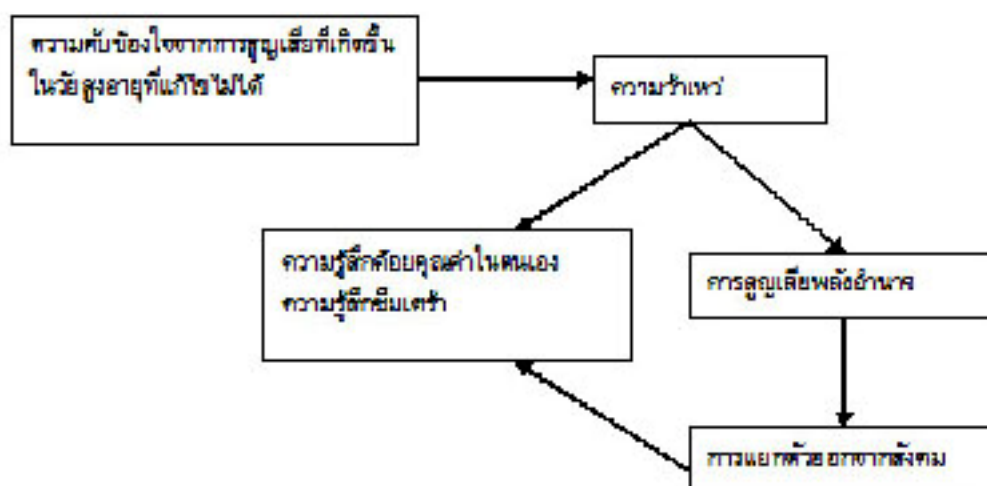 ความคับข้องใจจากการสูญเสียที่เกิดขึ้น
ในวัยสูงอายุที่แก้ไขไม่ได้
ความว้าเหว่
ความรู้สึกด้อยคุณค่าในตนเอง
ความรู้สึกซึมเศร้า
การสูญเสียพลังอำนาจ
การแยกตัวออกจากสังคม